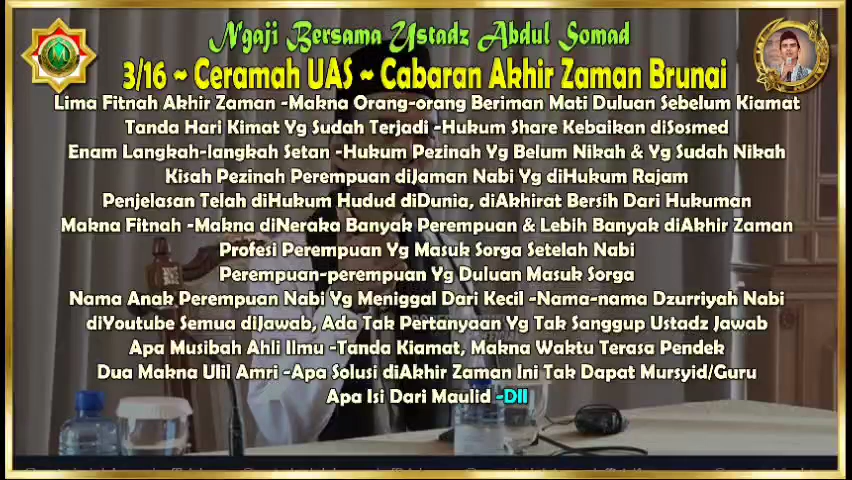 Ngaji Bersama Ustadz Abdul Somad
3/16 ~ Ceramah UAS ~ Cabaran Akhir Zaman Brunai
Lima Fitnah Akhir Zaman -Makna Orang-orang Beriman Mati Duluan Sebelum Kiamat
Tanda Hari Kimat Yg Sudah Terjadi -Hukum Share Kebaikan diSosmed
Enam Langkah-langkah Setan -Hukum Pezinah Yg Belum Nikah & Yg Sudah Nikah
Kisah Pezinah Perempuan diJaman Nabi Yg diHukum Rajam
Penjelasan Telah diHukum Hudud diDunia, diAkhirat Bersih Dari Hukuman
Makna Fitnah -Makna diNeraka Banyak Perempuan & Lebih Banyak diAkhir Zaman
Profesi Perempuan Yg Masuk Sorga Setelah Nabi
Perempuan-perempuan Yg Duluan Masuk Sorga
Nama Anak Perempuan Nabi Yg Meniggal Dari Kecil -Nama-nama Dzurriyah Nabi
diYoutube Semua diJawab, Ada Tak Pertanyaan Yg Tak Sanggup Ustadz Jawab
Apa Musibah Ahli Ilmu -Tanda Kiamat, Makna Waktu Terasa Pendek
Dua Makna Ulil Amri -Apa Solusi diAkhir Zaman Ini Tak Dapat Mursyid/Guru
Apa Isi Dari Maulid -Dll